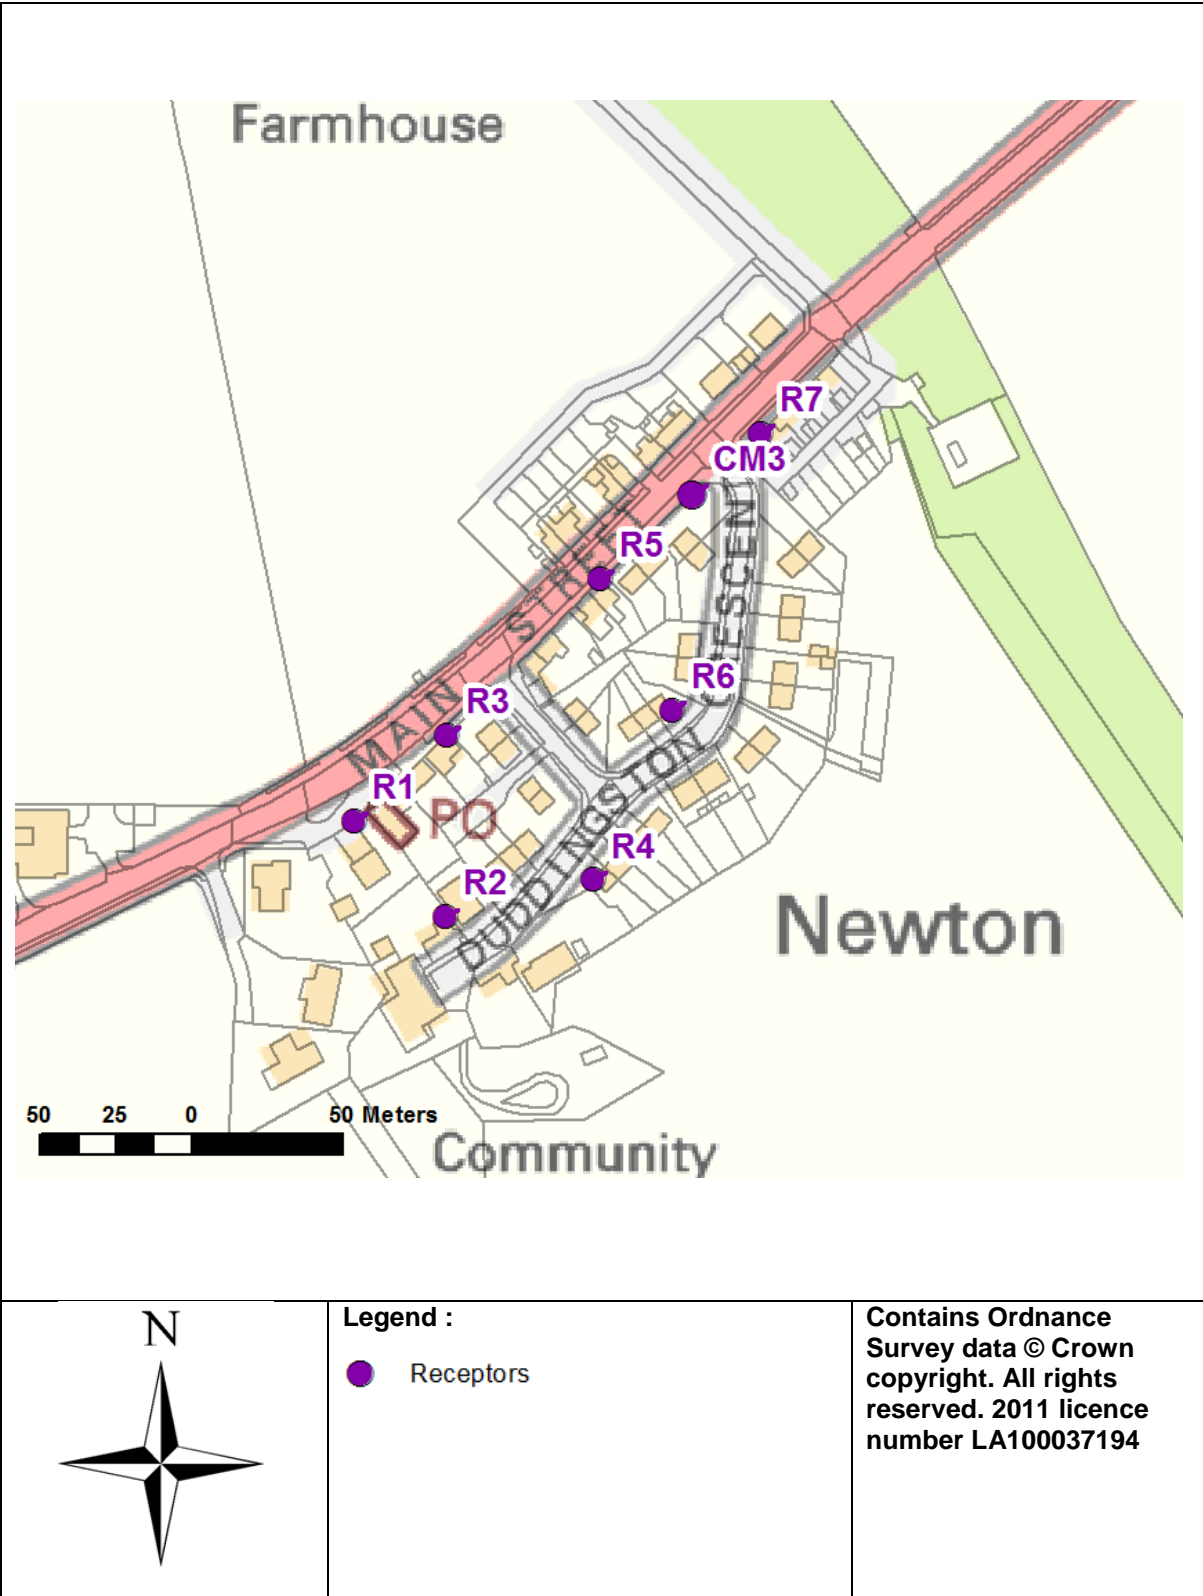 Farmhouse
R7
CM3
R5
R6
R3
R1
PO
R4
R2
MAIN STREET
DUDDINGSTON CRESCENT
Newton
50 25 0 50 Meters
Community
N
Legend :
Receptors
Contains Ordnance
Survey data © Crown
copyright. All rights
reserved. 2011 licence
number LA100037194